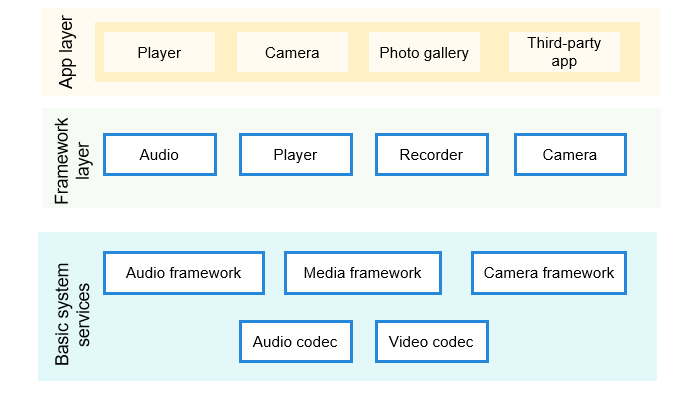 App layer
Player
Camera
Photo gallery
Third-party
app
Framework
layer
Audio
Player
Recorder
Camera
Basic system
services
Audio framework
Media framework
Camera framework
Audio codec
Video codec